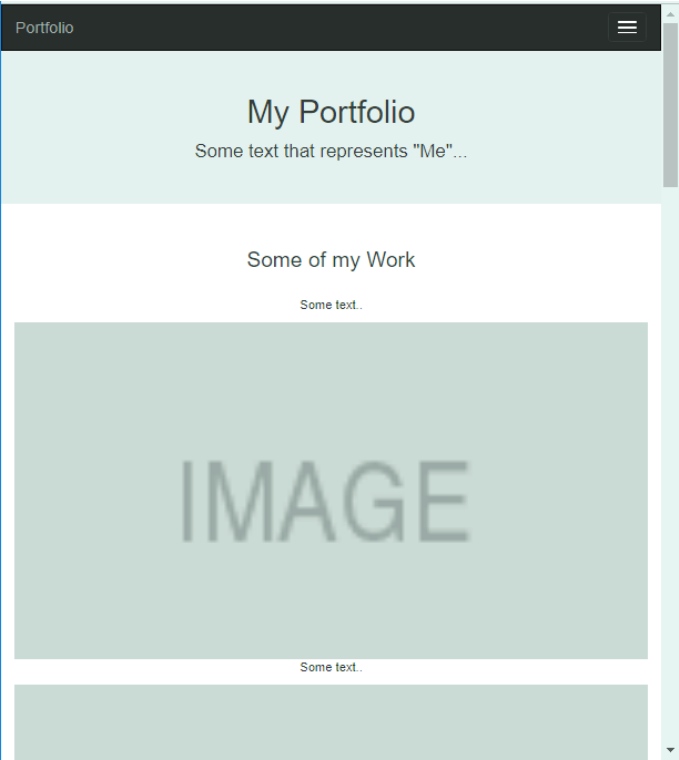 Portfolio
My Portfolio
Some text that represents "Me"...
Some of my Work
Some text..
IMAGE
Some text..